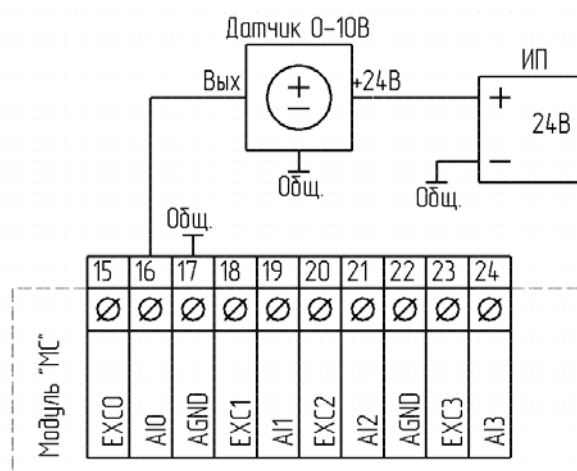 Датчик 0-10В
ИП
Вых
+24В
+
24В
-
Общ.
Общ.
Общ.
15 16 17 18 19 20 21 22 23 24
Модуль "МС"
EXC0 AI0 AGND EXC1 AI1 EXC2 AI2 AGND EXC3 AI3